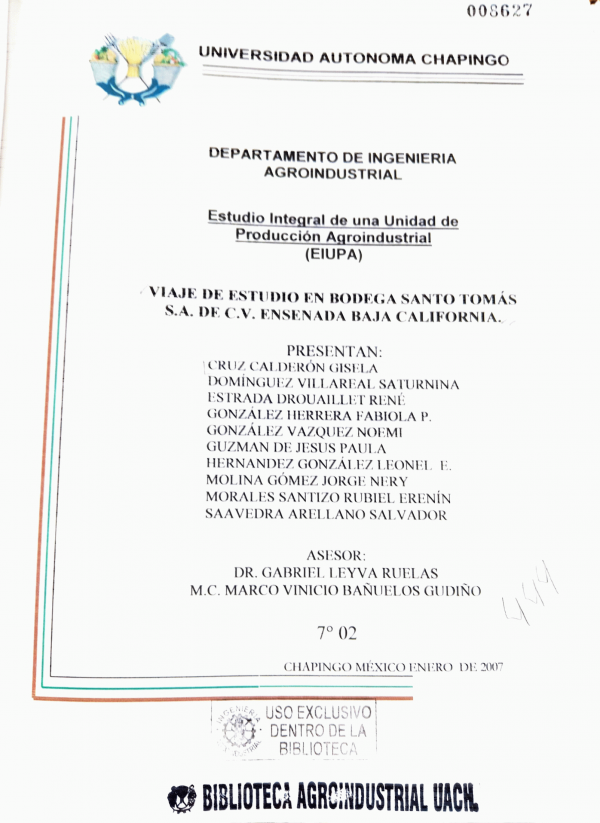 008627
UNIVERSIDAD AUTONOMA CHAPINGO
DEPARTAMENTO DE INGENIERIA
AGROINDUSTRIAL
Estudio Integral de una Unidad de
Producción Agroindustrial
(EIUPA)
VIAJE DE ESTUDIO EN BODEGA SANTO TOMÁS
S.A. DE C.V. ENSENADA BAJA CALIFORNIA.
PRESENTAN:
CRUZ CALDERÓN GISELA
DOMÍNGUEZ VILLAREAL SATURNINA
ESTRADA DROUAILLET RENÉ
GONZÁLEZ HERRERA FABIOLA P.
GONZÁLEZ VAZQUEZ NOEMI
GUZMAN DE JESUS PAULA
HERNANDEZ GONZÁLEZ LEONEL E.
MOLINA GÓMEZ JORGE NERY
MORALES SANTIZO RUBIEL ERENÍN
SAAVEDRA ARELLANO SALVADOR
ASESOR:
DR. GABRIEL LEYVA RUELAS
M.C. MARCO VINICIO BAÑUELOS GUDIÑO
444
7° 02
CHAPINGO MÉXICO ENERO DE 2007
INGENIERIA
USO EXCLUSIVO
DENTRO DE LA
BIBLIOTECA
BIBLIOTECA AGROINDUSTRIAL UACH.